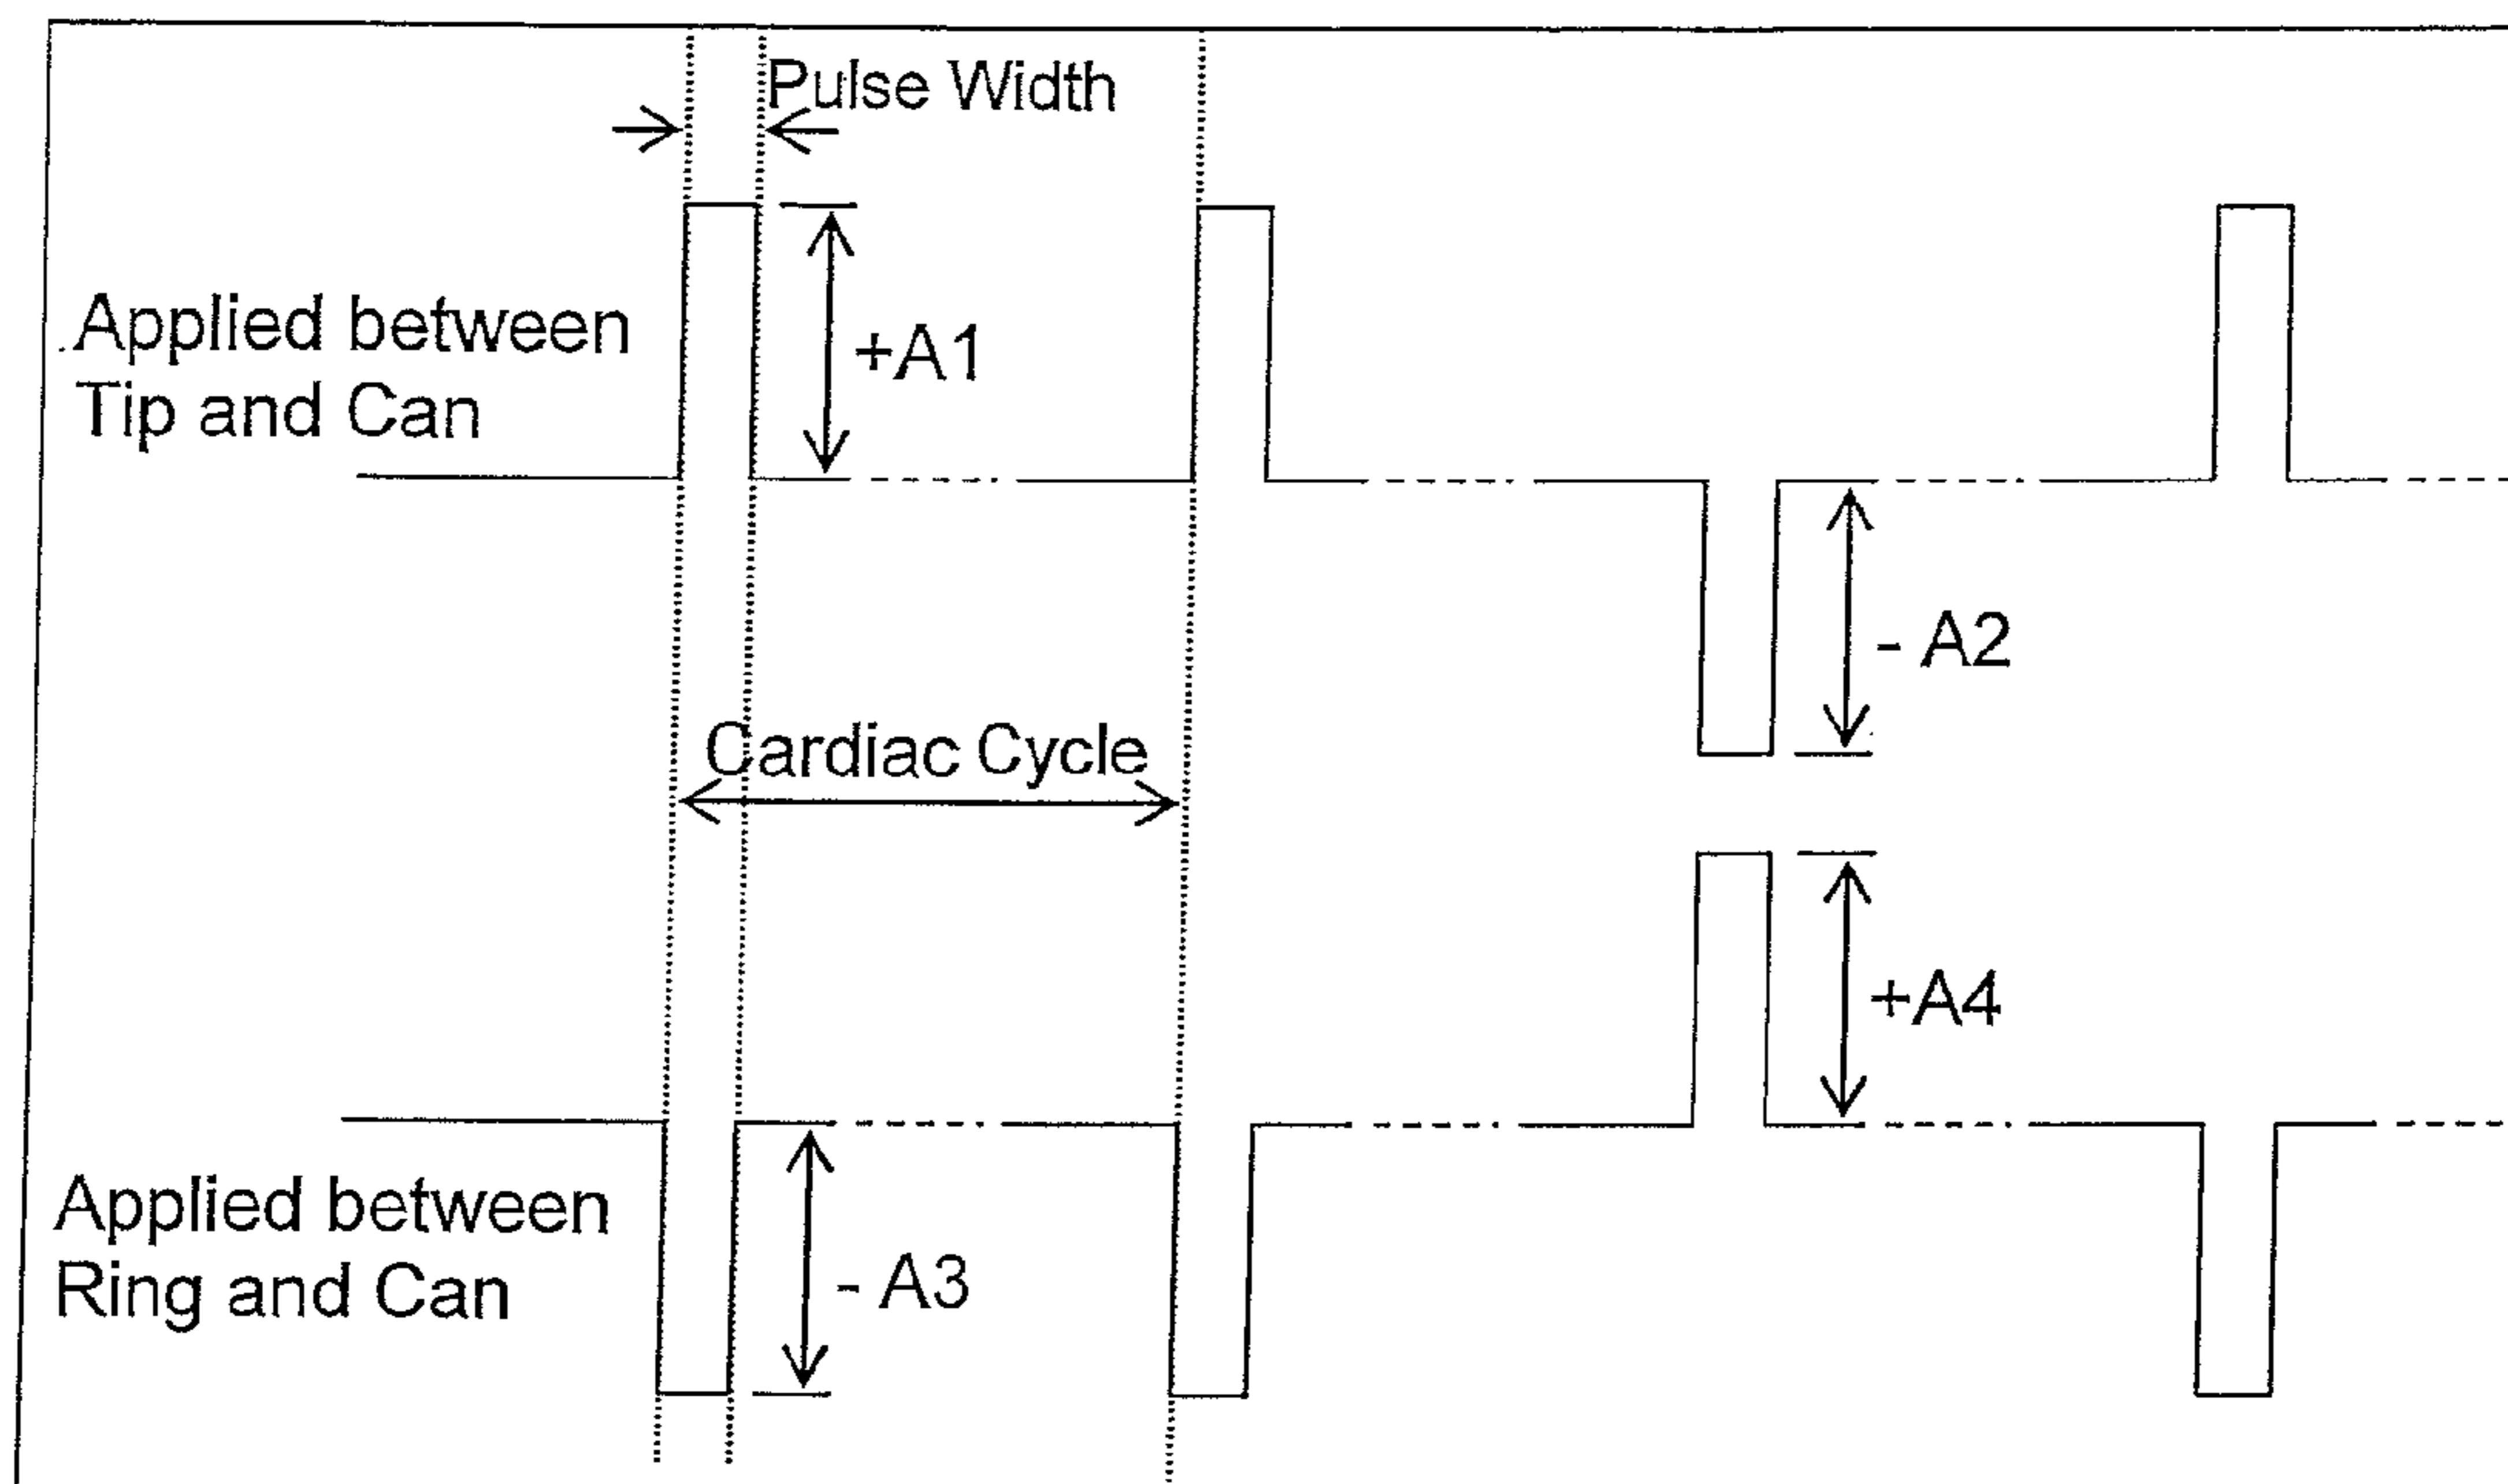 Pulse Width
Applied between
Tip and Can
+A1
- A2
Cardiac Cycle
+A4
Applied between
Ring and Can
- A3